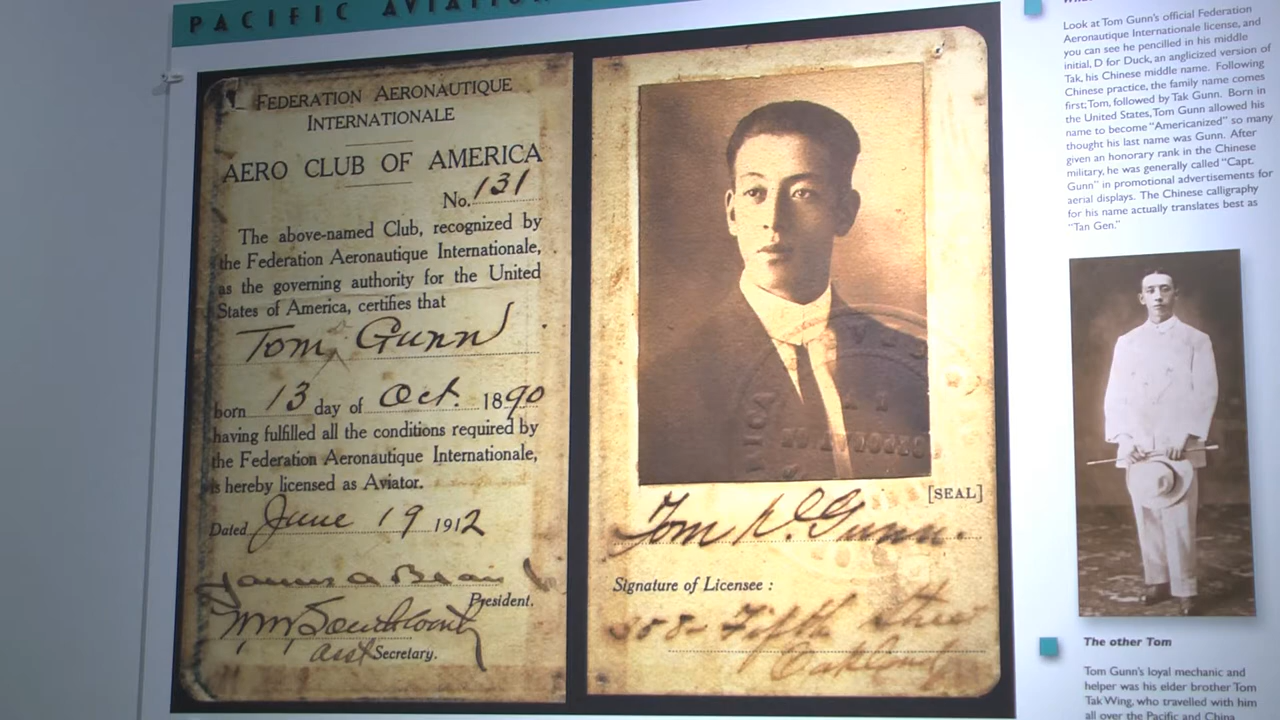 PACIFIC AVIATION
FEDERATION AERONAUTIQUE
INTERNATIONALE
AERO CLUB OF AMERICA
No. 131
The above-named Club, recognized by
the Federation Aeronautique Internationale,
as the governing authority for the United
States of America, certifies that
Tom Gunn
born 13 day of Oct. 1890
having fulfilled all the conditions required by
the Federation Aeronautique Internationale,
is hereby licensed as Aviator.
Dated June 19 1912
President.
asst Secretary.
[SEAL]
Tom Gunn.
Signature of Licensee :
Fifth
Oakland
Look at Tom Gunn's official Federation
Aeronautique Internationale license, and
you can see he pencilled in his middle
initial, D for Duck, an anglicized version of
Tak, his Chinese middle name. Following
Chinese practice, the family name comes
first; Tom, followed by Tak Gunn. Born in
the United States, Tom Gunn allowed his
name to become "Americanized" so many
thought his last name was Gunn. After
given an honorary rank in the Chinese
military, he was generally called "Capt.
Gunn" in promotional advertisements for
aerial displays. The Chinese calligraphy
for his name actually translates best as
"Tan Gen."
The other Tom
Tom Gunn's loyal mechanic and
helper was his elder brother Tom
Tak Wing, who travelled with him
all over the Pacific and China